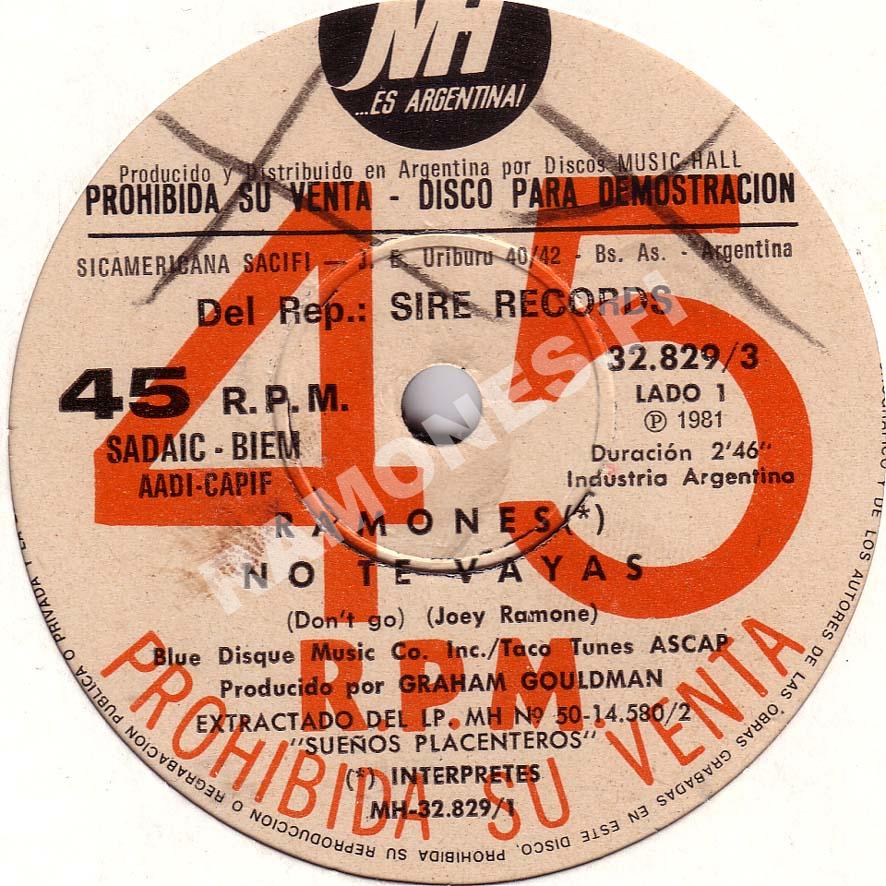 MH
...ES ARGENTINA!
Producido y Distribuido en Argentina por Discos MUSIC-HALL
PROHIBIDA SU VENTA - DISCO PARA DEMOSTRACION
SICAMERICANA SACIFI — J. E. Uriburu 40/42 - Bs. As. - Argentina
Del Rep.: SIRE RECORDS
45 R.P.M.
SADAIC - BIEM
AADI-CAPIF
32.829/3
LADO 1
Ⓟ 1981
Duración 2'46"
Industria Argentina
RAMONES(*)
NO TE VAYAS
(Don't go) (Joey Ramone)
Blue Disque Music Co. Inc./Taco Tunes ASCAP
Producido por GRAHAM GOULDMAN
EXTRACTADO DEL LP. MH Nº 50-14.580/2
"SUEÑOS PLACENTEROS"
(*) INTERPRETES
MH-32.829/1
45
R.P.M.
PROHIBIDA SU VENTA
Y DE LOS AUTORES DE LAS OBRAS GRABADAS EN ESTE DISCO, PROHIBIDA SU REPRODUCCION O REGRABACION PUBLICA O PRIVADA Y
RAMONES.FI